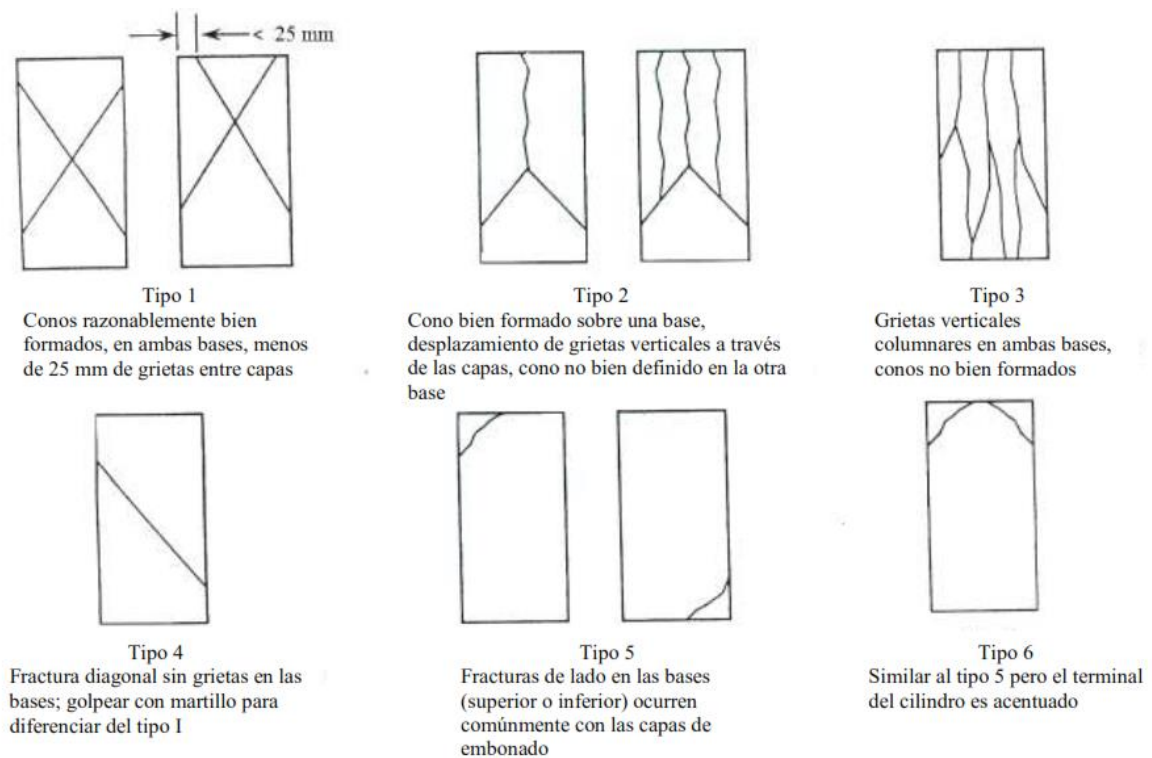 < 25 mm
Tipo 1
Conos razonablemente bien
formados, en ambas bases, menos
de 25 mm de grietas entre capas
Tipo 2
Cono bien formado sobre una base,
desplazamiento de grietas verticales a través
de las capas, cono no bien definido en la otra
base
Tipo 3
Grietas verticales
columnares en ambas bases,
conos no bien formados
Tipo 4
Fractura diagonal sin grietas en las
bases; golpear con martillo para
diferenciar del tipo I
Tipo 5
Fracturas de lado en las bases
(superior o inferior) ocurren
comúnmente con las capas de
embonado
Tipo 6
Similar al tipo 5 pero el terminal
del cilindro es acentuado